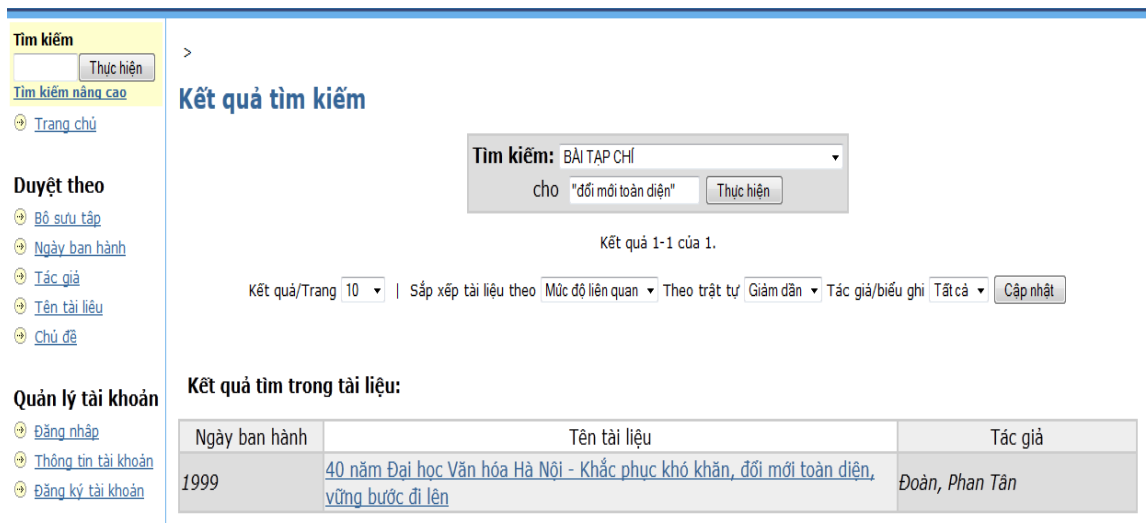 Tìm kiếm
Thực hiện
Tìm kiếm nâng cao
Trang chủ
Duyệt theo
Bộ sưu tập
Ngày ban hành
Tác giả
Tên tài liệu
Chủ đề
Quản lý tài khoản
Đăng nhập
Thông tin tài khoản
Đăng ký tài khoản
>
Kết quả tìm kiếm
Tìm kiếm: BÀI TẠP CHÍ
cho "đổi mới toàn diện" Thực hiện
Kết quả 1-1 của 1.
Kết quả/Trang 10 | Sắp xếp tài liệu theo Mức độ liên quan Theo trật tự Giảm dần Tác giả/biểu ghi Tất cả Cập nhật
Kết quả tìm trong tài liệu:
Ngày ban hành Tên tài liệu Tác giả
1999 40 năm Đại học Văn hóa Hà Nội - Khắc phục khó khăn, đổi mới toàn diện, Đoàn, Phan Tân
vững bước đi lên